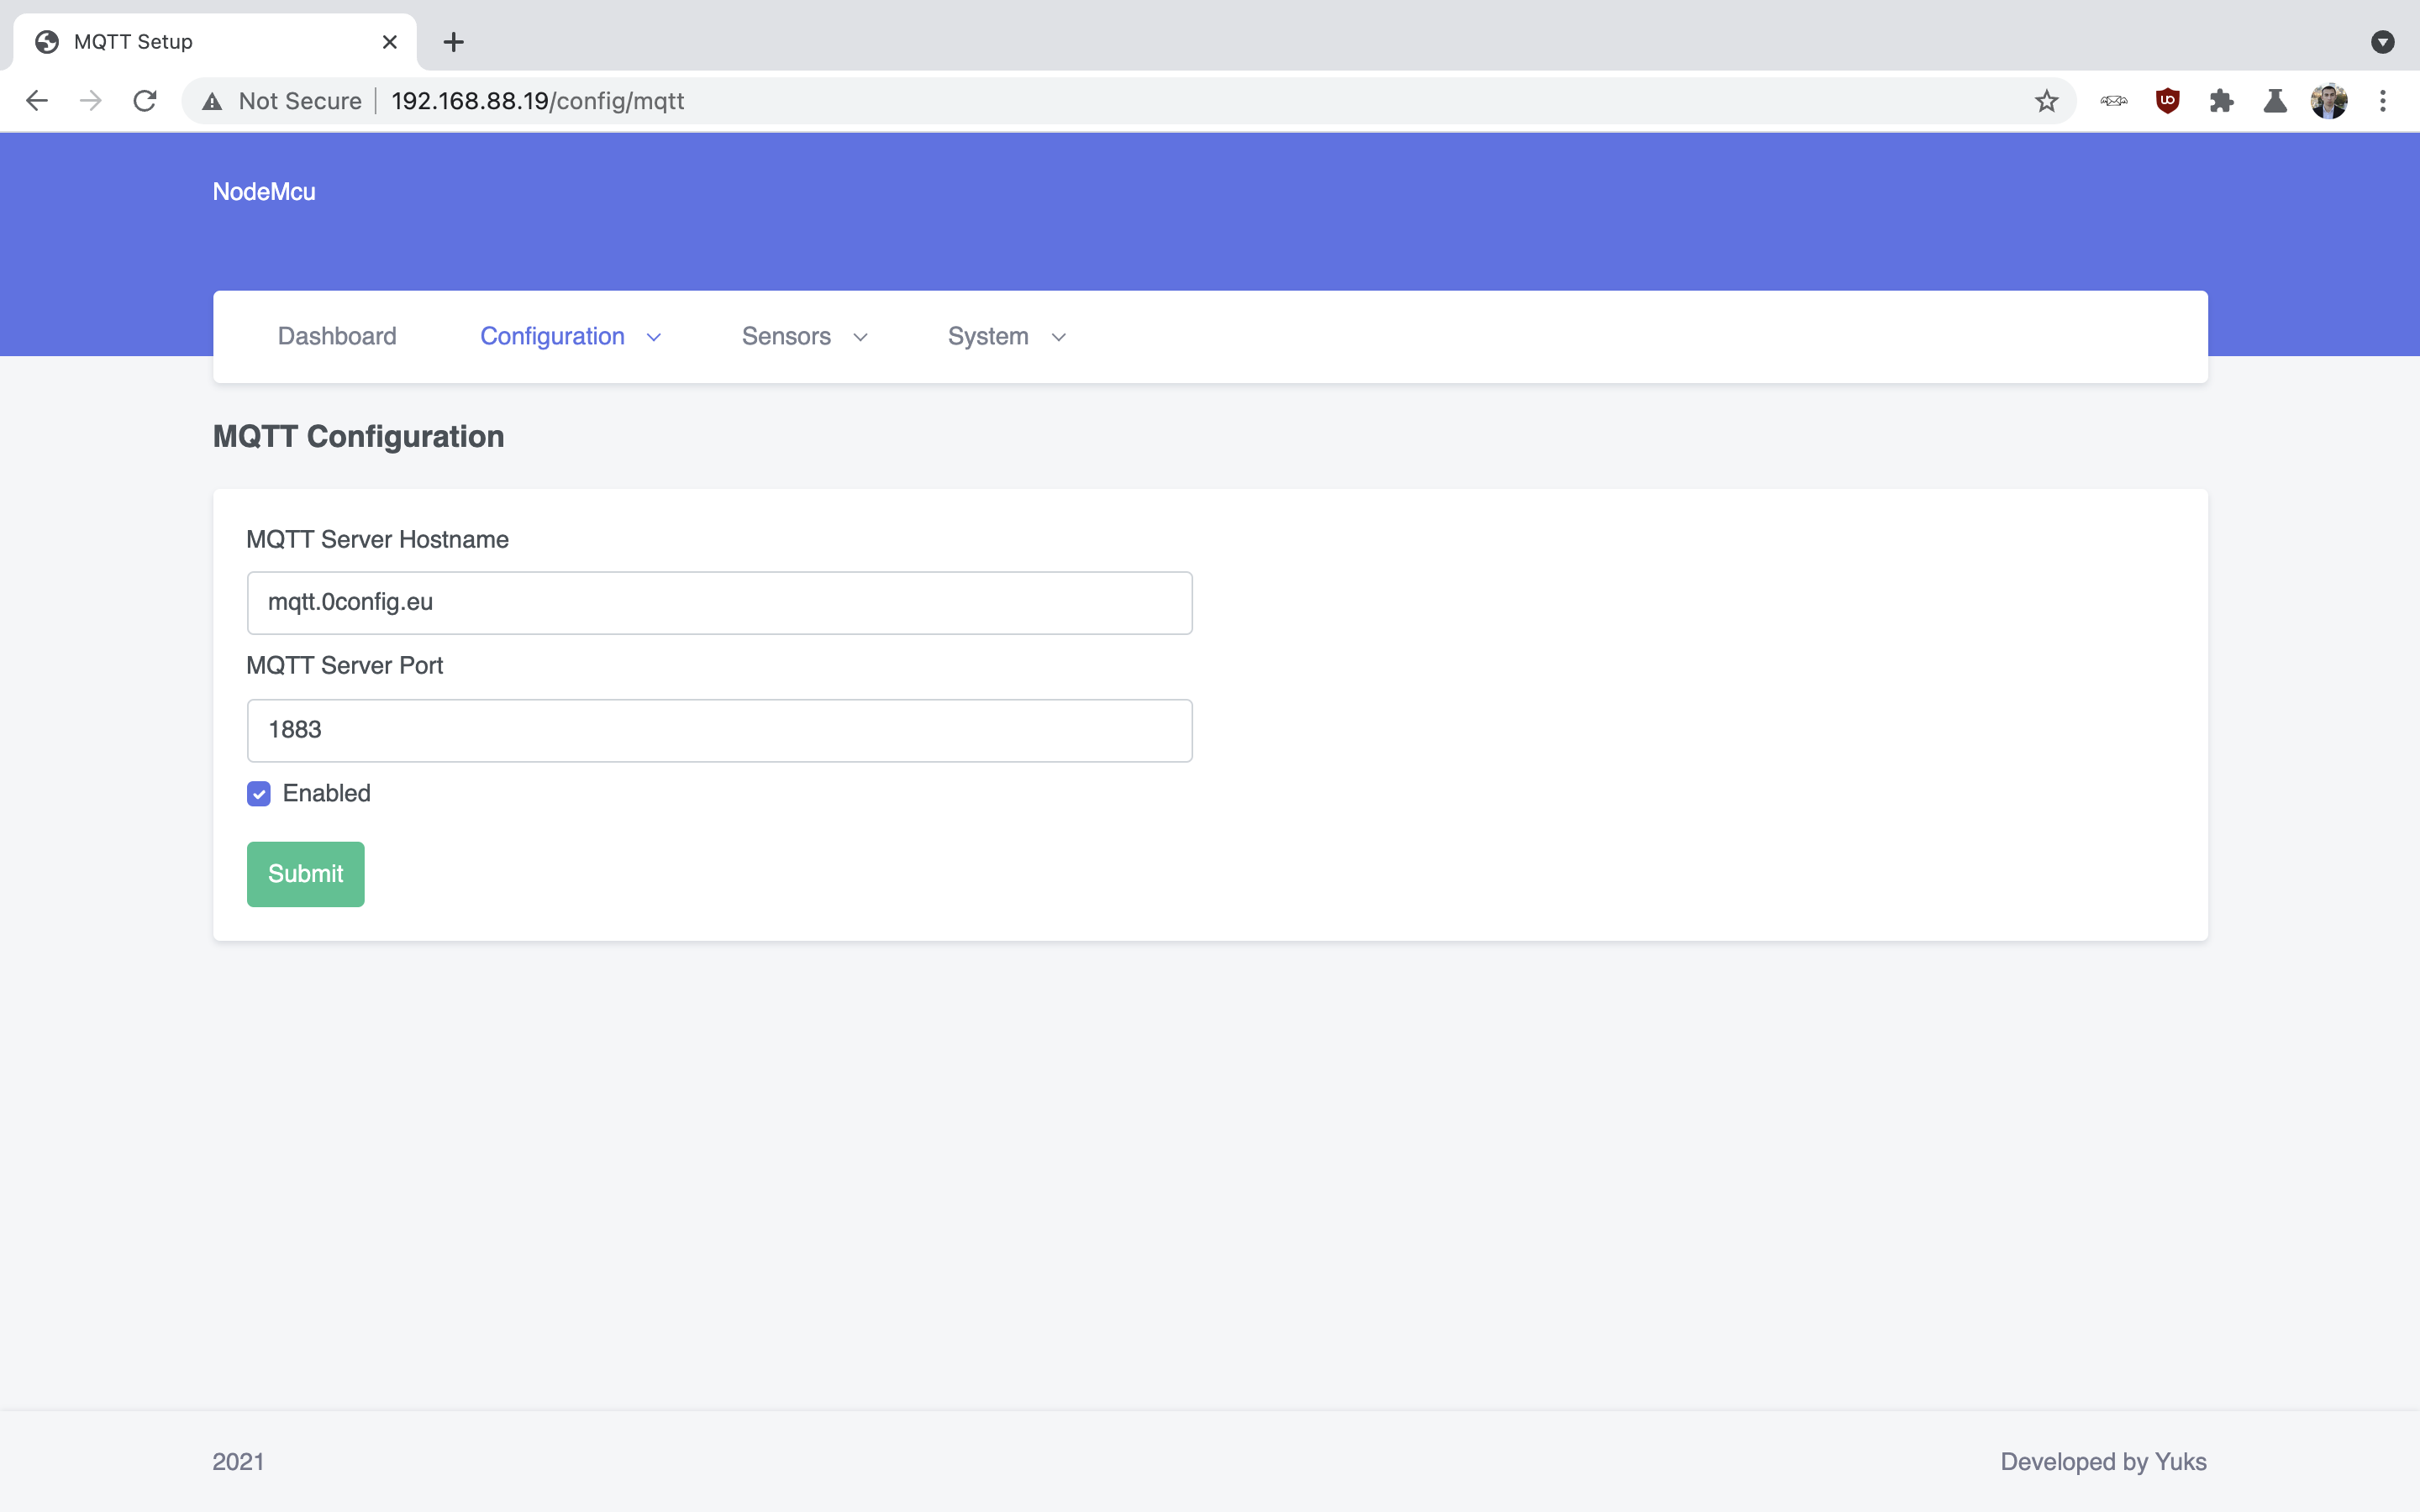 MQTT Setup
Not Secure
192.168.88.19/config/mqtt
NodeMcu
Dashboard Configuration Sensors System
MQTT Configuration
MQTT Server Hostname
mqtt.0config.eu
MQTT Server Port
1883
Enabled
Submit
2021
Developed by Yuks